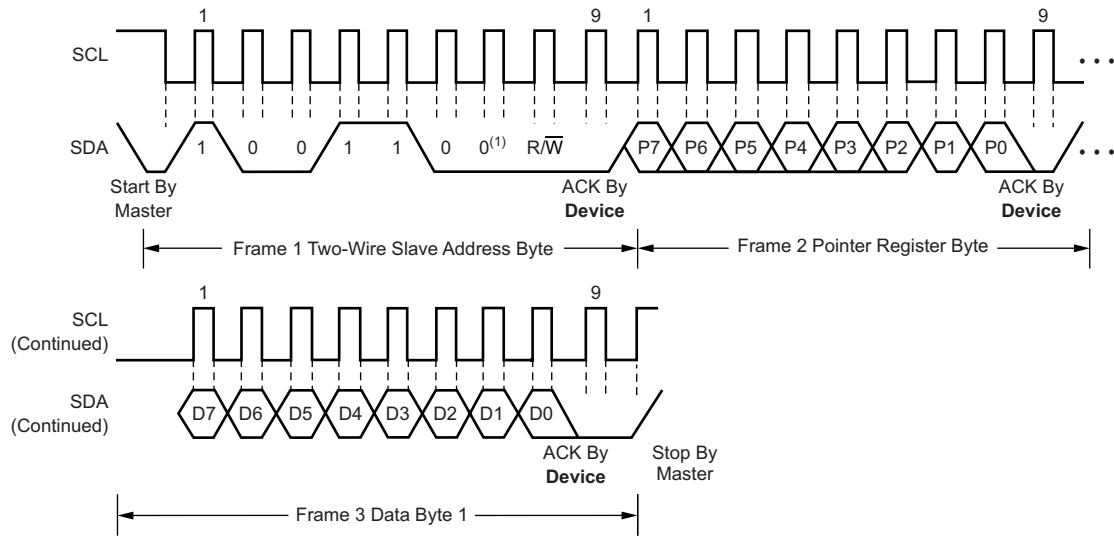 1 9 1 9
SCL
SDA 1 0 0 1 1 0 0(1) R/W̅ P7 P6 P5 P4 P3 P2 P1 P0
Start By
Master
ACK By
Device
ACK By
Device
Frame 1 Two-Wire Slave Address Byte
Frame 2 Pointer Register Byte
1 9
SCL
(Continued)
SDA
(Continued)
D7 D6 D5 D4 D3 D2 D1 D0
ACK By
Device
Stop By
Master
Frame 3 Data Byte 1